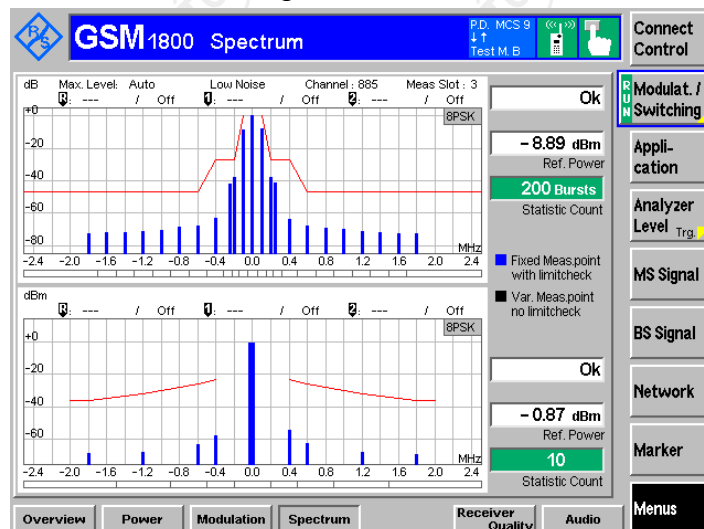 R/S
GSM1800 Spectrum
P.D. MCS 9
↓↑
Test M. B
Connect
Control
dB Max. Level: Auto Low Noise Channel : 885 Meas Slot : 3
R: --- / Off 1: --- / Off 2: --- / Off
8PSK
+0
-20
-40
-60
-80
MHz
-2.4 -2.0 -1.6 -1.2 -0.8 -0.4 0.0 0.4 0.8 1.2 1.6 2.0 2.4
Ok
– 8.89 dBm
Ref. Power
200 Bursts
Statistic Count
Fixed Meas.point
with limitcheck
Var. Meas.point
no limitcheck
dBm
R: --- / Off 1: --- / Off 2: --- / Off
8PSK
+0
-20
-40
-60
MHz
-2.4 -2.0 -1.6 -1.2 -0.8 -0.4 0.0 0.4 0.8 1.2 1.6 2.0 2.4
Ok
– 0.87 dBm
Ref. Power
10
Statistic Count
RUN
Modulat. /
Switching
Appli-
cation
Analyzer
Level Trg.
MS Signal
BS Signal
Network
Marker
Menus
Overview Power Modulation Spectrum Receiver
Quality Audio